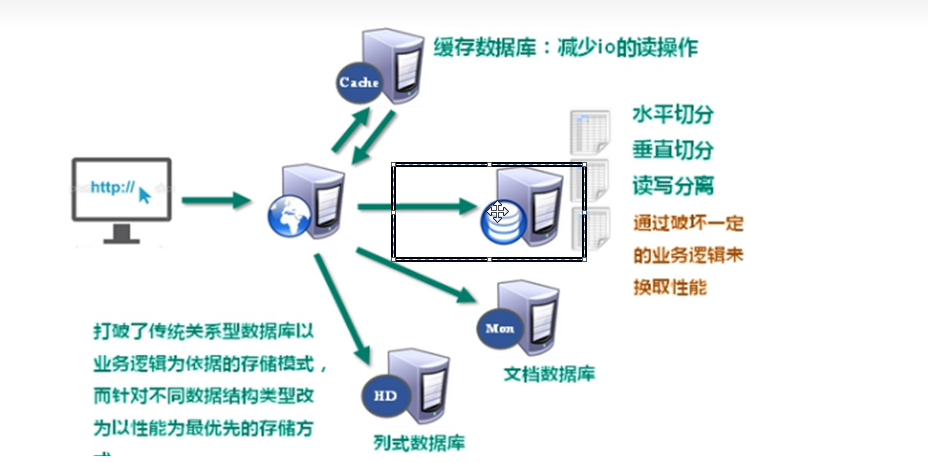 缓存数据库：减少io的读操作
Cache
水平切分
垂直切分
读写分离
http://
通过破坏一定
的业务逻辑来
换取性能
Mon
文档数据库
HD
列式数据库
打破了传统关系型数据库以
业务逻辑为依据的存储模式，
而针对不同数据结构类型改
为以性能为最优先的存储方